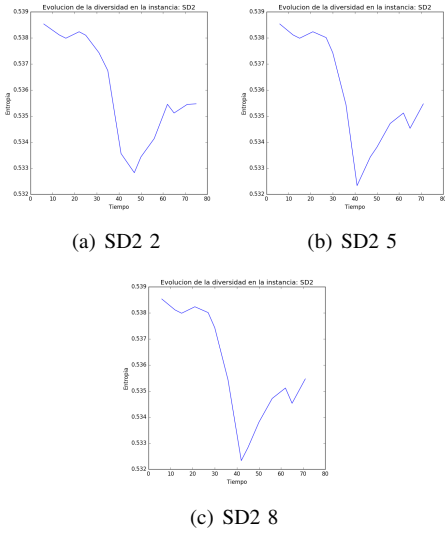 Evolucion de la diversidad en la instancia: SD2
0.539
0.538
0.537
0.536
0.535
0.534
0.533
0.532
Entropia
0 10 20 30 40 50 60 70 80
Tiempo
(a) SD2 2
Evolucion de la diversidad en la instancia: SD2
0.539
0.538
0.537
0.536
0.535
0.534
0.533
0.532
Entropia
0 10 20 30 40 50 60 70 80
Tiempo
(b) SD2 5
Evolucion de la diversidad en la instancia: SD2
0.539
0.538
0.537
0.536
0.535
0.534
0.533
0.532
Entropia
0 10 20 30 40 50 60 70 80
Tiempo
(c) SD2 8